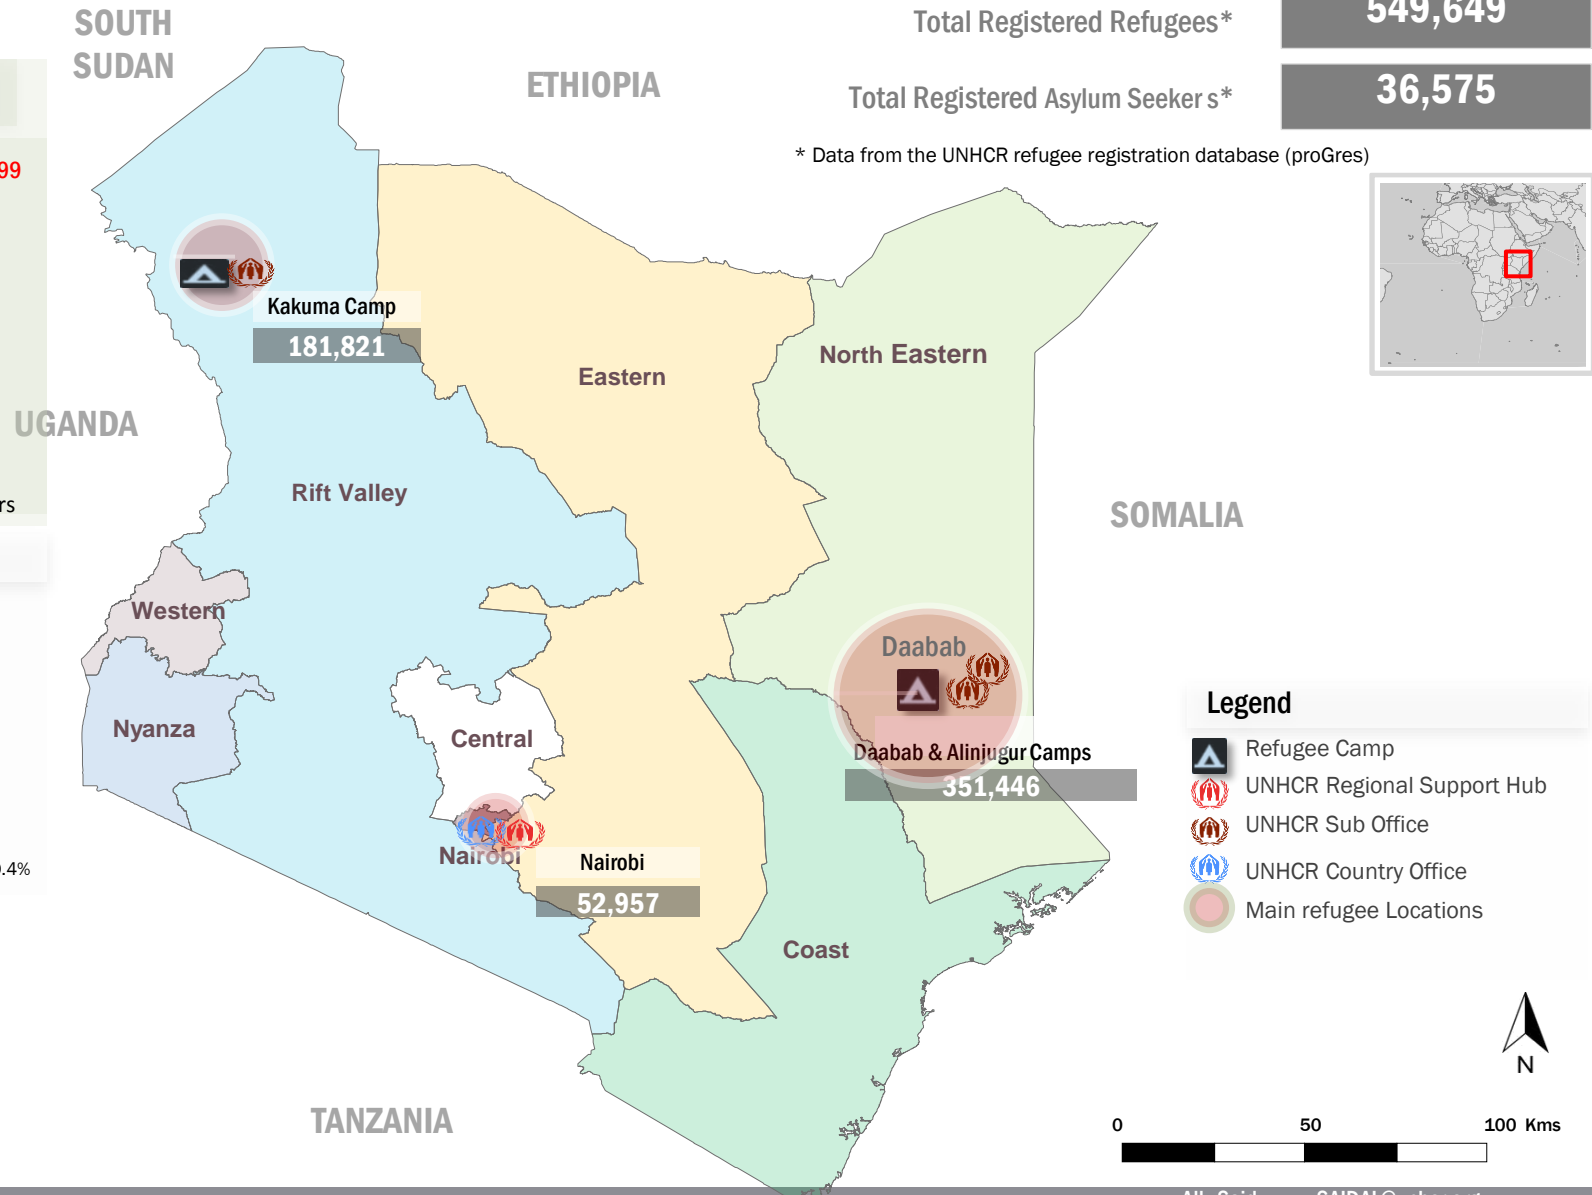 SOUTH
SUDAN
ETHIOPIA
Total Registered Refugees*
549,649
Total Registered Asylum Seeker s*
36,575
* Data from the UNHCR refugee registration database (proGres)
99
Kakuma Camp
181,821
North Eastern
Eastern
UGANDA
Rift Valley
rs
SOMALIA
Western
Daabab
Nyanza
Central
Daabab & Alinjugur Camps
351,446
Nairobi
Nairobi
52,957
.4%
Coast
Legend
Refugee Camp
UNHCR Regional Support Hub
UNHCR Sub Office
UNHCR Country Office
Main refugee Locations
N
TANZANIA
0 50 100 Kms